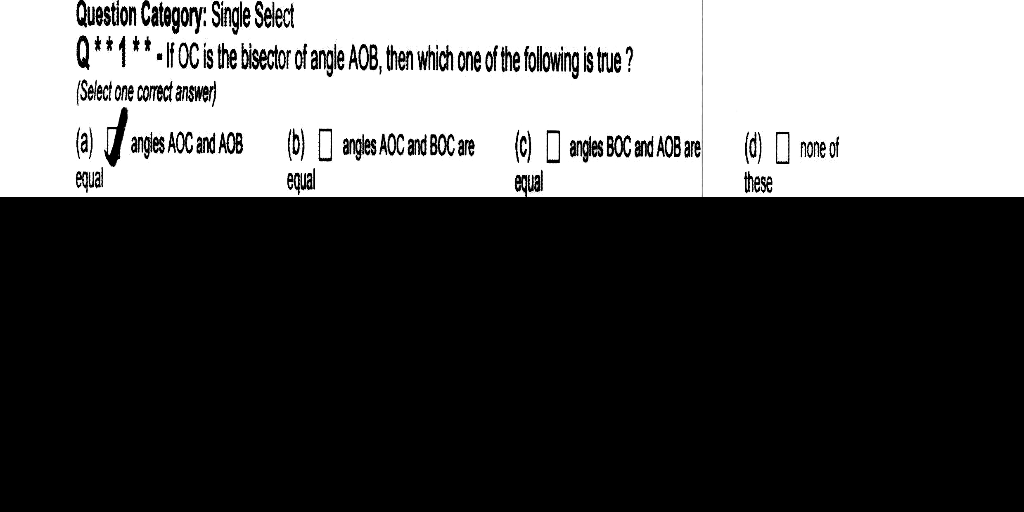 Question Category: Single Select
Q**1** - If OC is the bisector of angle AOB, then which one of the following is true ?
(Select one correct answer)
(a) angles AOC and AOB (b) angles AOC and BOC are (c) angles BOC and AOB are (d) none of
equal equal equal these